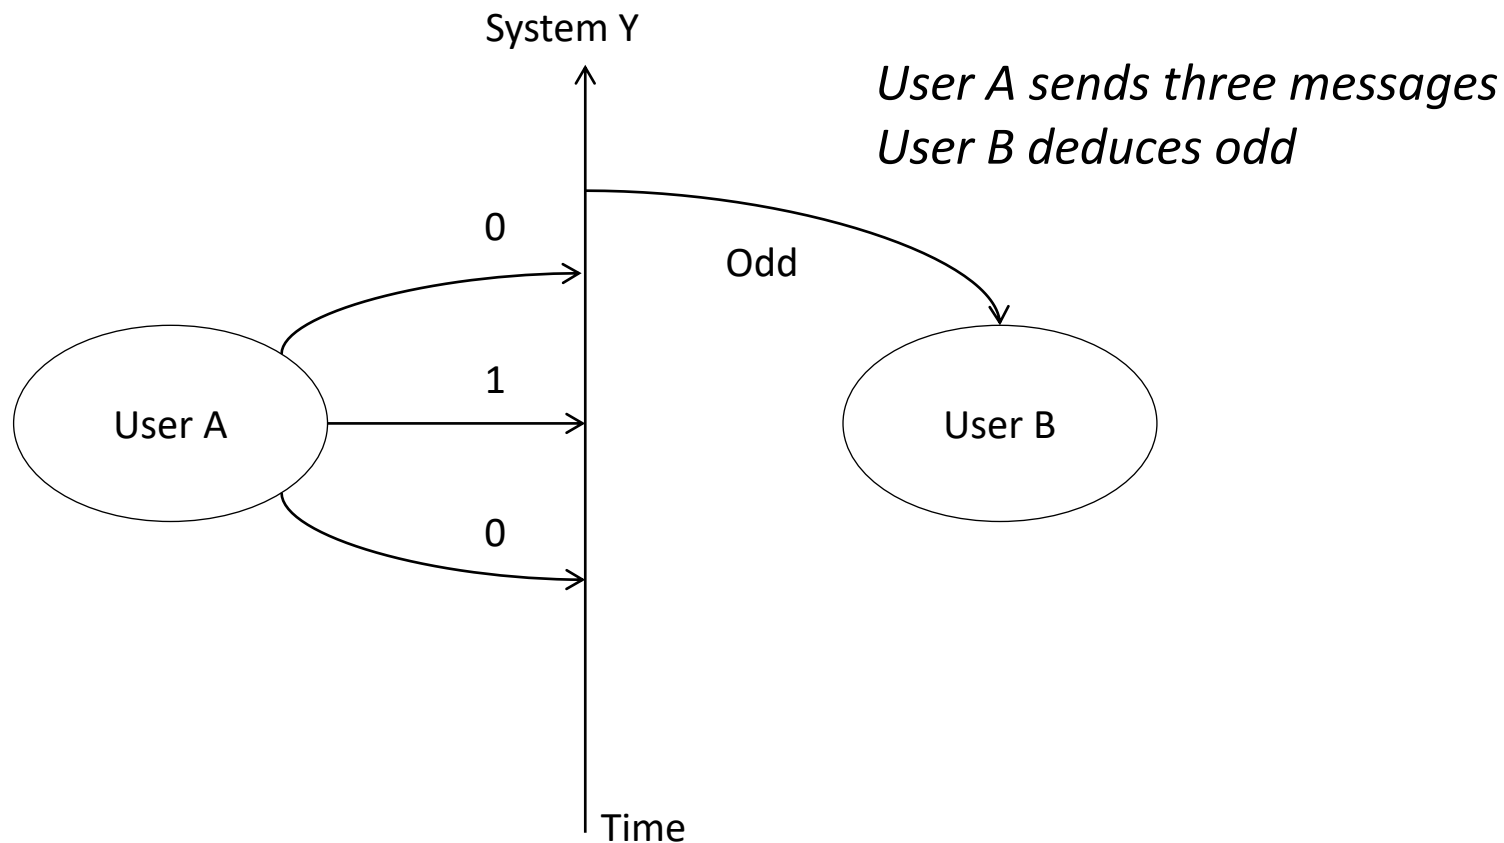 System Y
User A sends three messages
User B deduces odd
0
Odd
1
User A
User B
0
Time